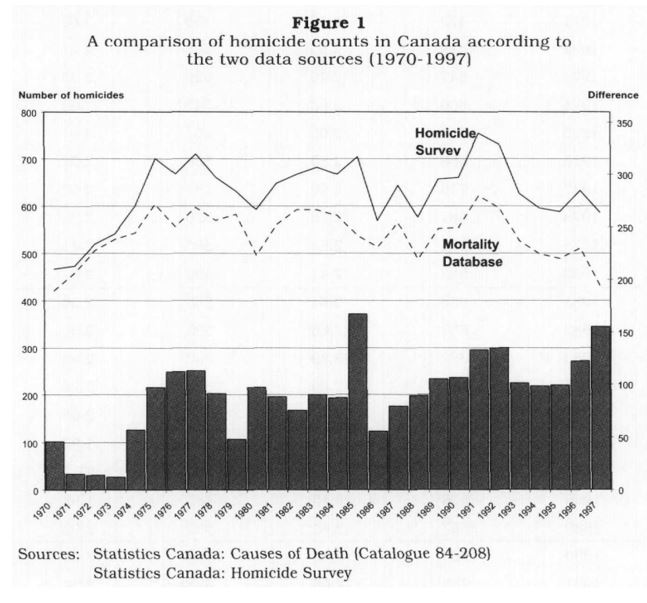 Figure 1
A comparison of homicide counts in Canada according to
the two data sources (1970-1997)
Number of homicides
Difference
800
700
600
500
400
300
200
100
0
Homicide
Survey
Mortality
Database
350
300
250
200
150
100
50
0
1970 1971 1972 1973 1974 1975 1976 1977 1978 1979 1980 1981 1982 1983 1984 1985 1986 1987 1988 1989 1990 1991 1992 1993 1994 1995 1996 1997
Sources: Statistics Canada: Causes of Death (Catalogue 84-208)
Statistics Canada: Homicide Survey